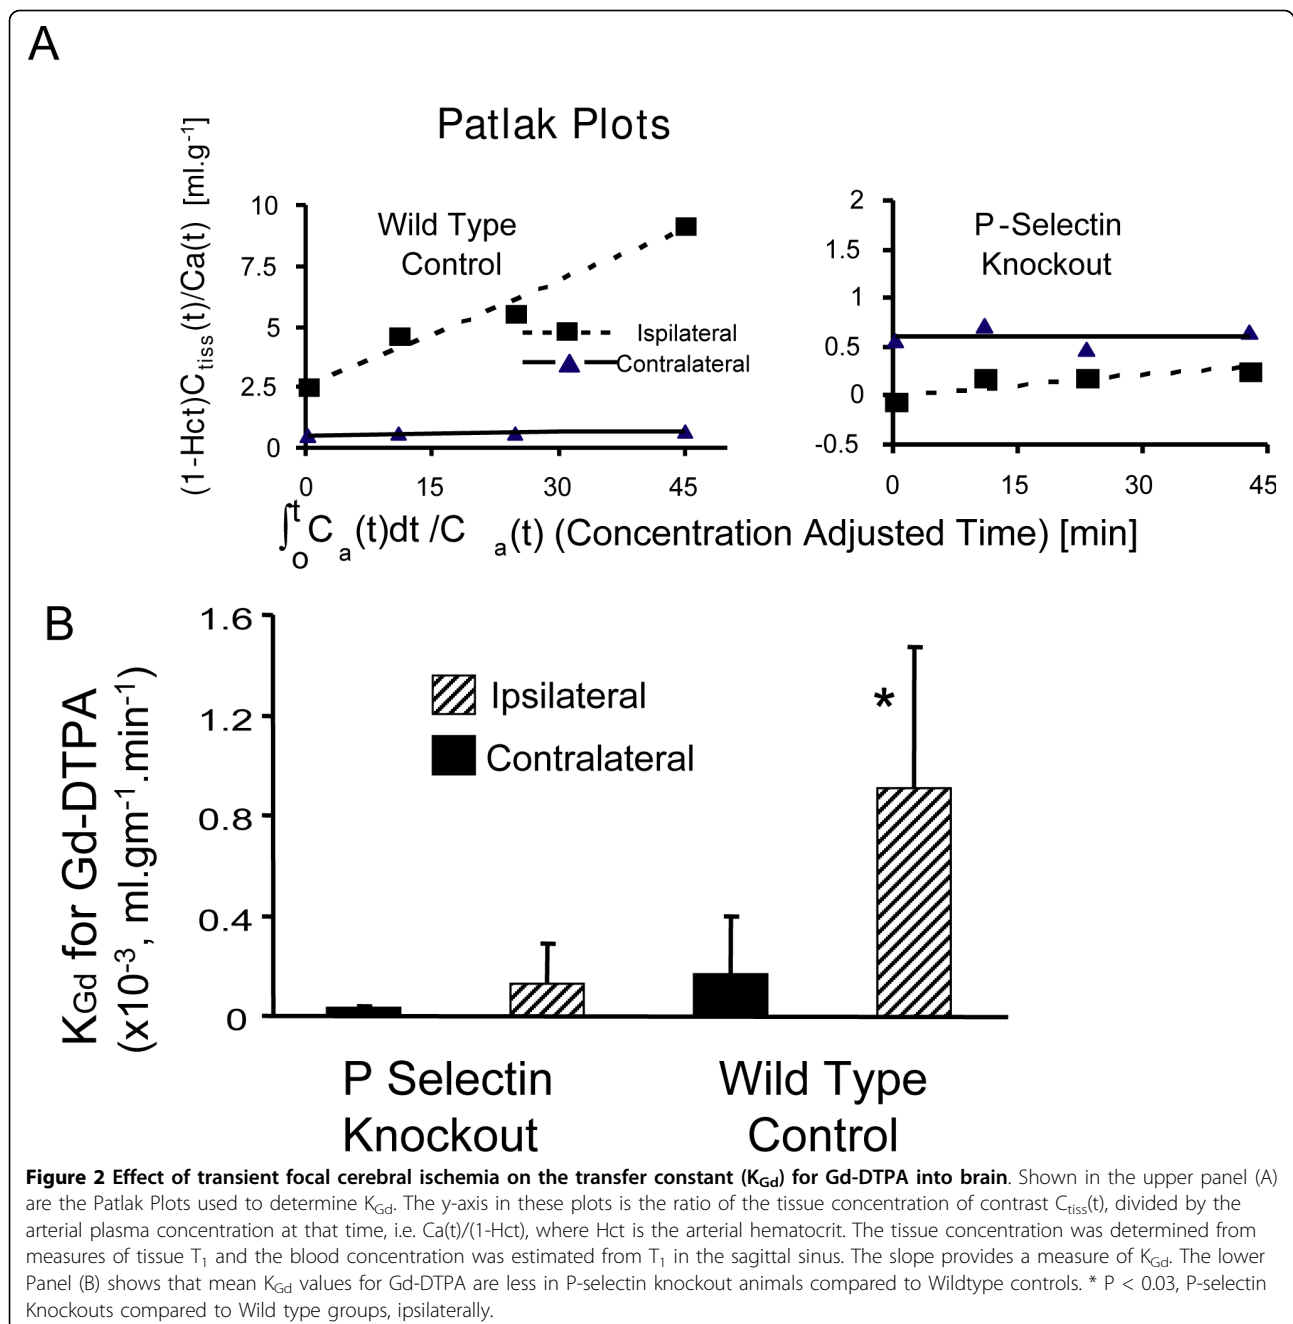 A
Patlak Plots
(1-Hct)C_tiss(t)/Ca(t) [ml.g⁻¹]
10
7.5
5
2.5
0
Wild Type
Control
Ispilateral
Contralateral
0 15 30 45
2
1.5
1
0.5
0
-0.5
P-Selectin
Knockout
0 15 30 45
∫ₒᵗCₐ(t)dt /C ₐ(t) (Concentration Adjusted Time) [min]
B
K_Gd for Gd-DTPA
(x10⁻³, ml.gm⁻¹.min⁻¹)
1.6
1.2
0.8
0.4
0
Ipsilateral
Contralateral
*
P Selectin
Knockout
Wild Type
Control
Figure 2 Effect of transient focal cerebral ischemia on the transfer constant (K_Gd) for Gd-DTPA into brain. Shown in the upper panel (A)
are the Patlak Plots used to determine K_Gd. The y-axis in these plots is the ratio of the tissue concentration of contrast C_tiss(t), divided by the
arterial plasma concentration at that time, i.e. Ca(t)/(1-Hct), where Hct is the arterial hematocrit. The tissue concentration was determined from
measures of tissue T₁ and the blood concentration was estimated from T₁ in the sagittal sinus. The slope provides a measure of K_Gd. The lower
Panel (B) shows that mean K_Gd values for Gd-DTPA are less in P-selectin knockout animals compared to Wildtype controls. * P < 0.03, P-selectin
Knockouts compared to Wild type groups, ipsilaterally.